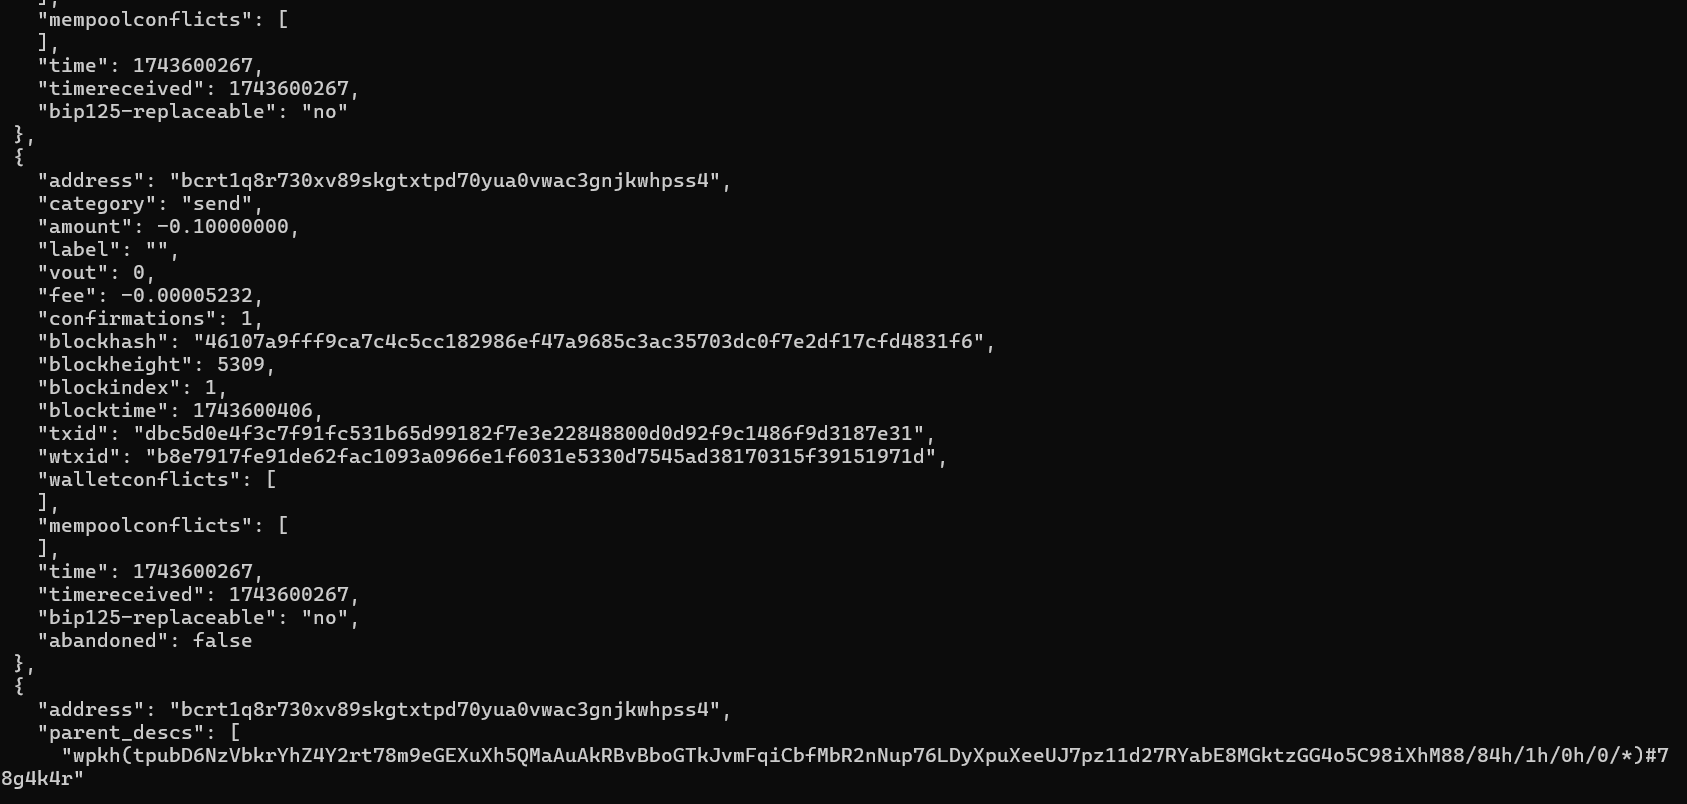 ],
"mempoolconflicts": [
],
"time": 1743600267,
"timereceived": 1743600267,
"bip125-replaceable": "no"
},
{
"address": "bcrt1q8r730xv89skgtxtpd70yua0vwac3gnjkwhpss4",
"category": "send",
"amount": -0.10000000,
"label": "",
"vout": 0,
"fee": -0.00005232,
"confirmations": 1,
"blockhash": "46107a9fff9ca7c4c5cc182986ef47a9685c3ac35703dc0f7e2df17cfd4831f6",
"blockheight": 5309,
"blockindex": 1,
"blocktime": 1743600406,
"txid": "dbc5d0e4f3c7f91fc531b65d99182f7e3e22848800d0d92f9c1486f9d3187e31",
"wtxid": "b8e7917fe91de62fac1093a0966e1f6031e5330d7545ad38170315f39151971d",
"walletconflicts": [
],
"mempoolconflicts": [
],
"time": 1743600267,
"timereceived": 1743600267,
"bip125-replaceable": "no",
"abandoned": false
},
{
"address": "bcrt1q8r730xv89skgtxtpd70yua0vwac3gnjkwhpss4",
"parent_descs": [
"wpkh(tpubD6NzVbkrYhZ4Y2rt78m9eGEXuXh5QMaAuAkRBvBboGTkJvmFqiCbfMbR2nNup76LDyXpuXeeUJ7pz11d27RYabE8MGktzGG4o5C98iXhM88/84h/1h/0h/0/*)#7
8g4k4r"